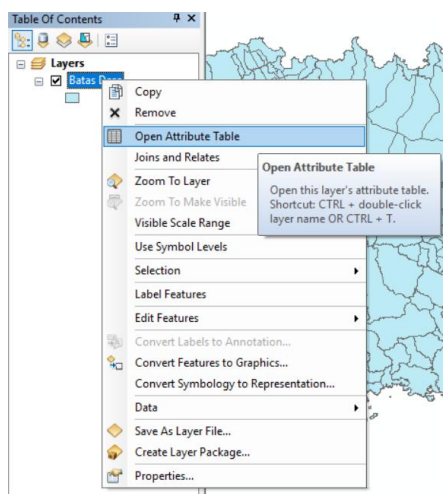 Table Of Contents
Layers
Batas Desa
Copy
Remove
Open Attribute Table
Joins and Relates
Zoom To Layer
Zoom To Make Visible
Visible Scale Range
Use Symbol Levels
Selection
Label Features
Edit Features
Convert Labels to Annotation...
Convert Features to Graphics...
Convert Symbology to Representation...
Data
Save As Layer File...
Create Layer Package...
Properties...
Open Attribute Table
Open this layer's attribute table.
Shortcut: CTRL + double-click
layer name OR CTRL + T.